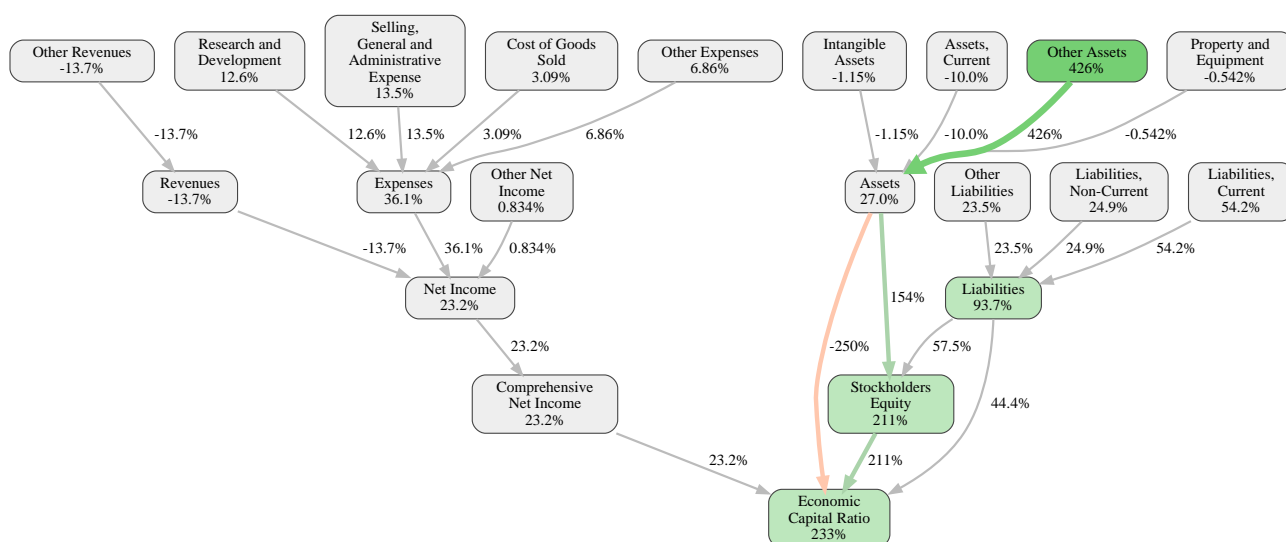 Other Revenues
-13.7%
Research and
Development
12.6%
Selling,
General and
Administrative
Expense
13.5%
Cost of Goods
Sold
3.09%
Other Expenses
6.86%
Intangible
Assets
-1.15%
Assets,
Current
-10.0%
Other Assets
426%
Property and
Equipment
-0.542%
-13.7%
12.6%
13.5%
3.09%
6.86%
-1.15%
-10.0%
426%
-0.542%
Revenues
-13.7%
Expenses
36.1%
Other Net
Income
0.834%
Assets
27.0%
Other
Liabilities
23.5%
Liabilities,
Non-Current
24.9%
Liabilities,
Current
54.2%
-13.7%
36.1%
0.834%
23.5%
24.9%
54.2%
Net Income
23.2%
154%
Liabilities
93.7%
23.2%
-250%
57.5%
Comprehensive
Net Income
23.2%
Stockholders
Equity
211%
44.4%
23.2%
211%
Economic
Capital Ratio
233%